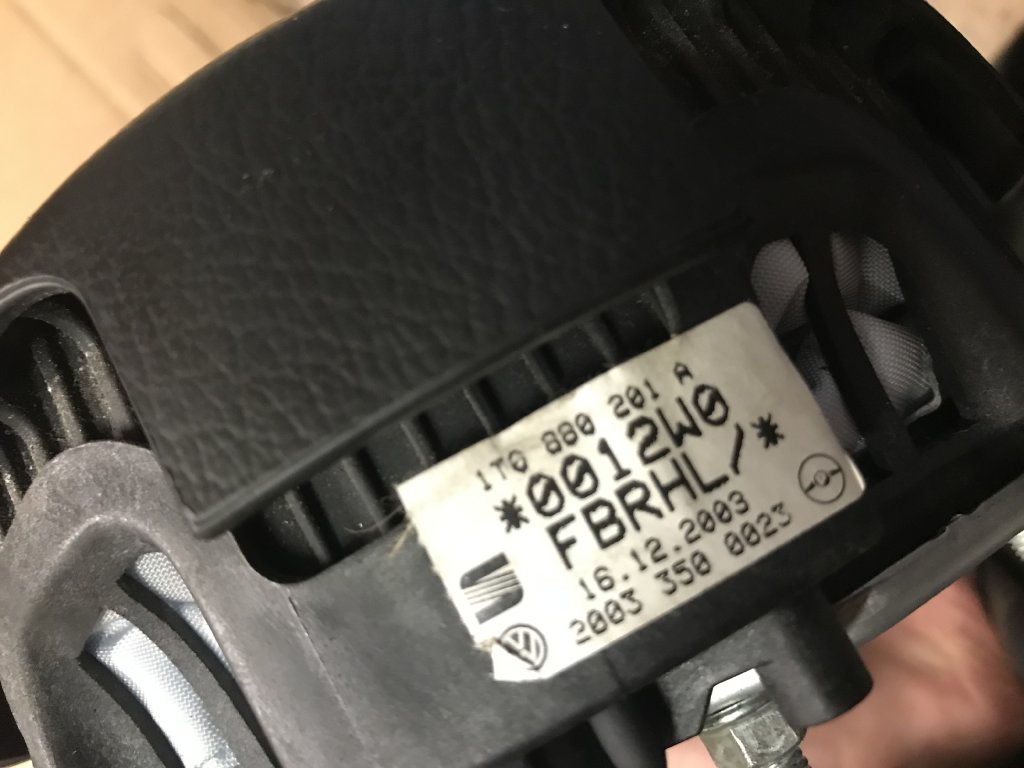 1T0 880 201 A
*0012W0
FBRHL/*
16.12.2003
2003 350 0023